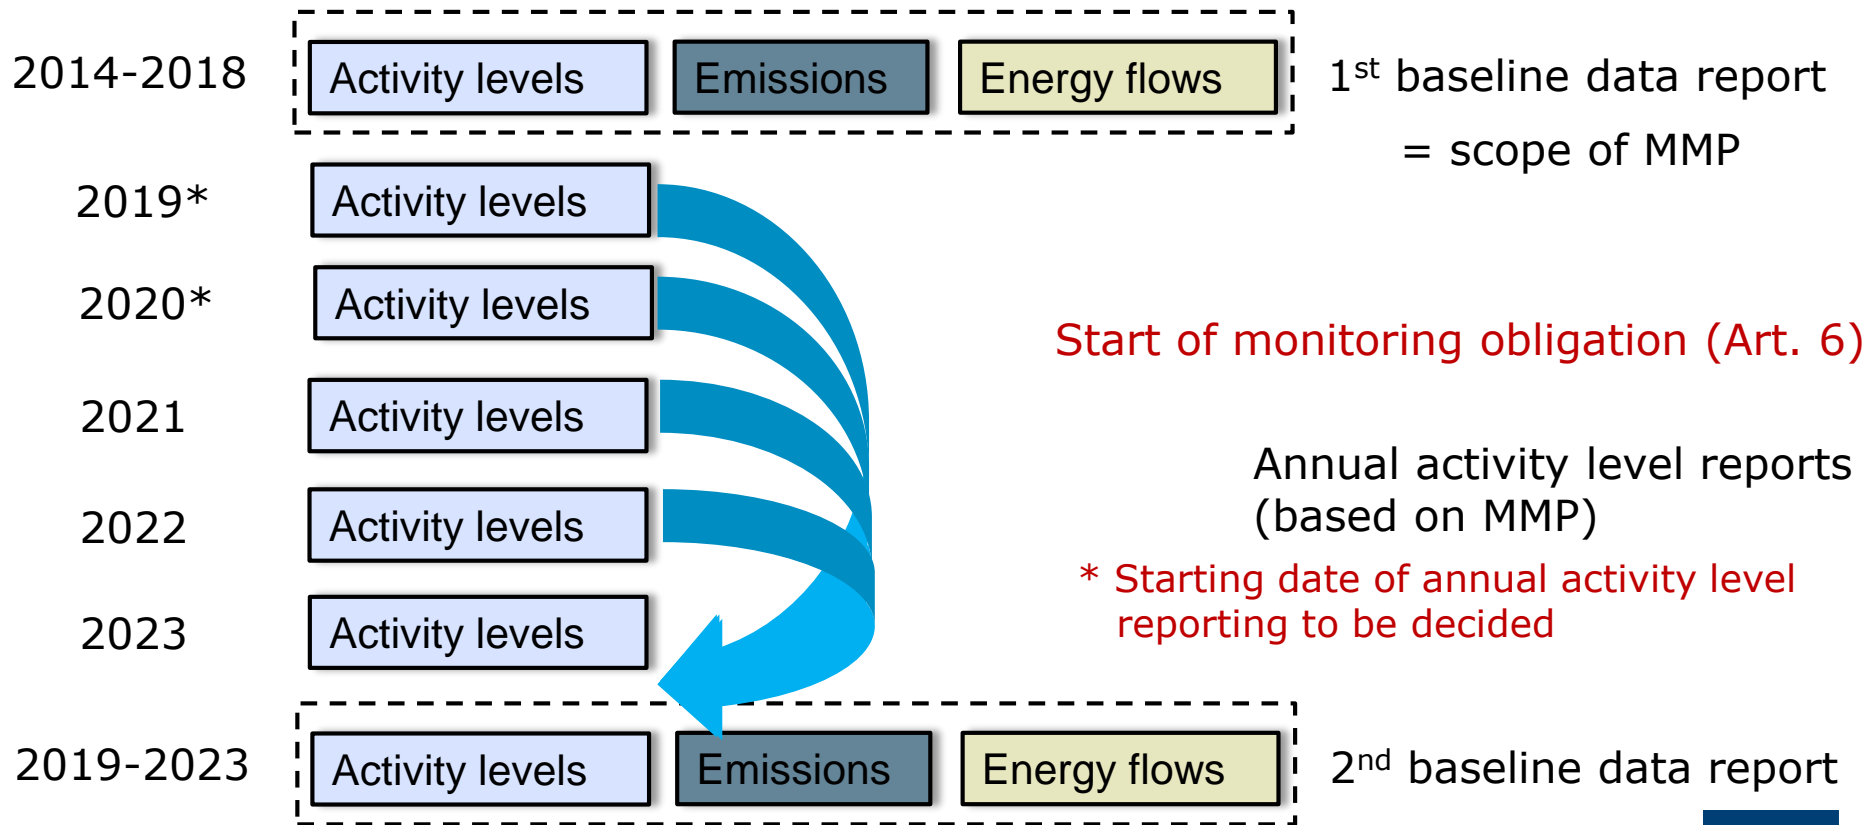 2014-2018
Activity levels
Emissions
Energy flows
1st baseline data report
= scope of MMP
2019*
Activity levels
2020*
Activity levels
Start of monitoring obligation (Art. 6)
2021
Activity levels
Annual activity level reports
(based on MMP)
2022
Activity levels
* Starting date of annual activity level
reporting to be decided
2023
Activity levels
2019-2023
Activity levels
Emissions
Energy flows
2nd baseline data report